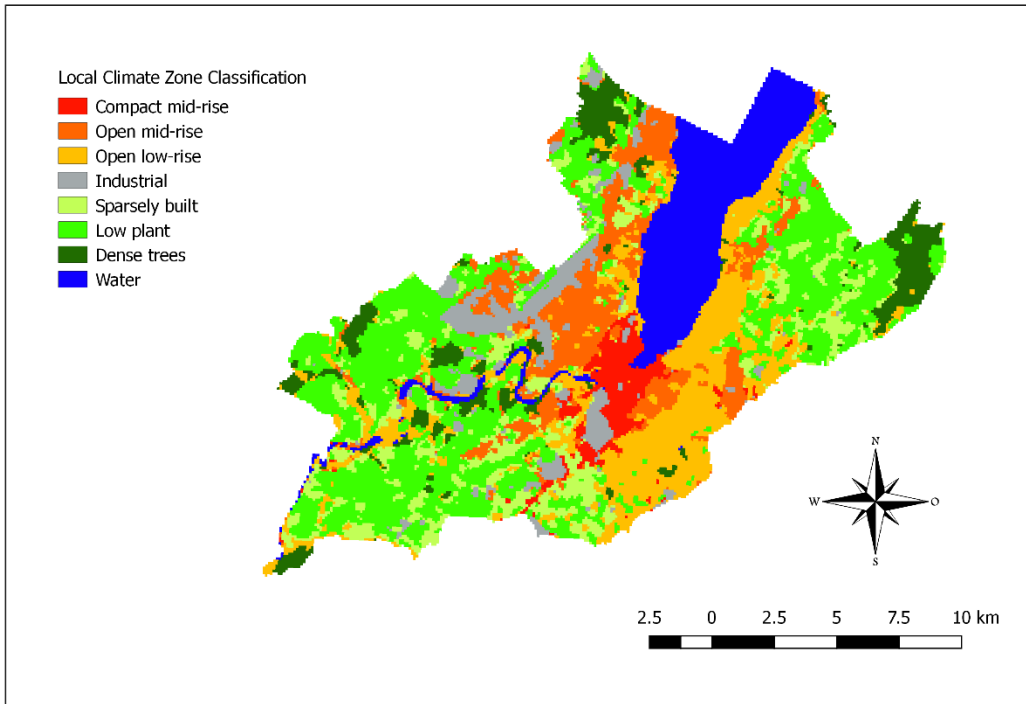 Local Climate Zone Classification
Compact mid-rise
Open mid-rise
Open low-rise
Industrial
Sparsely built
Low plant
Dense trees
Water
N
W O
S
2.5 0 2.5 5 7.5 10 km